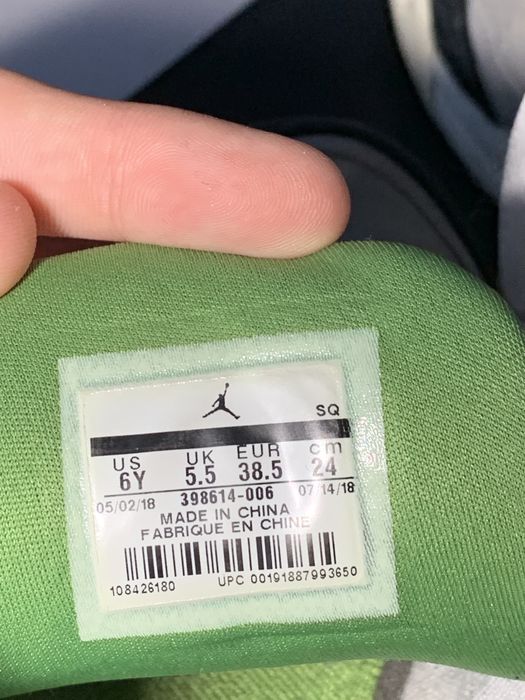 SQ
US UK EUR cm
6Y 5.5 38.5 24
05/02/18 398614-006 07/14/18
MADE IN CHINA
FABRIQUE EN CHINE
108426180 UPC 00191887993650